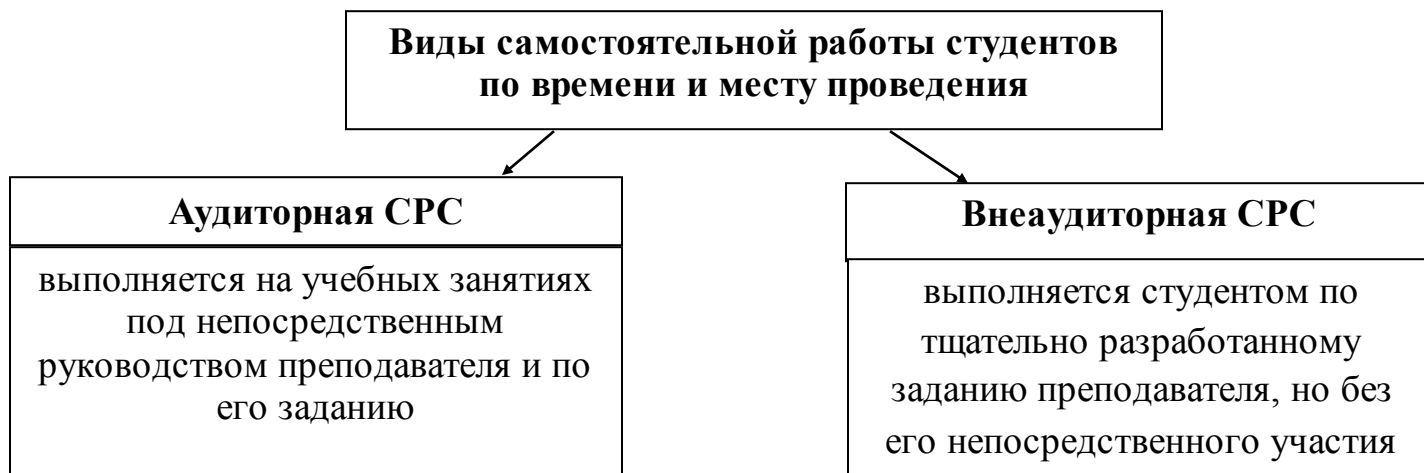 Виды самостоятельной работы студентов
по времени и месту проведения
Аудиторная СРС
выполняется на учебных занятиях
под непосредственным
руководством преподавателя и по
его заданию
Внеаудиторная СРС
выполняется студентом по
тщательно разработанному
заданию преподавателя, но без
его непосредственного участия